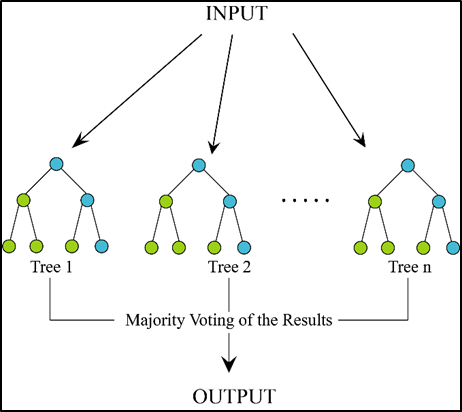 INPUT
.....
Tree 1
Tree 2
Tree n
Majority Voting of the Results
OUTPUT